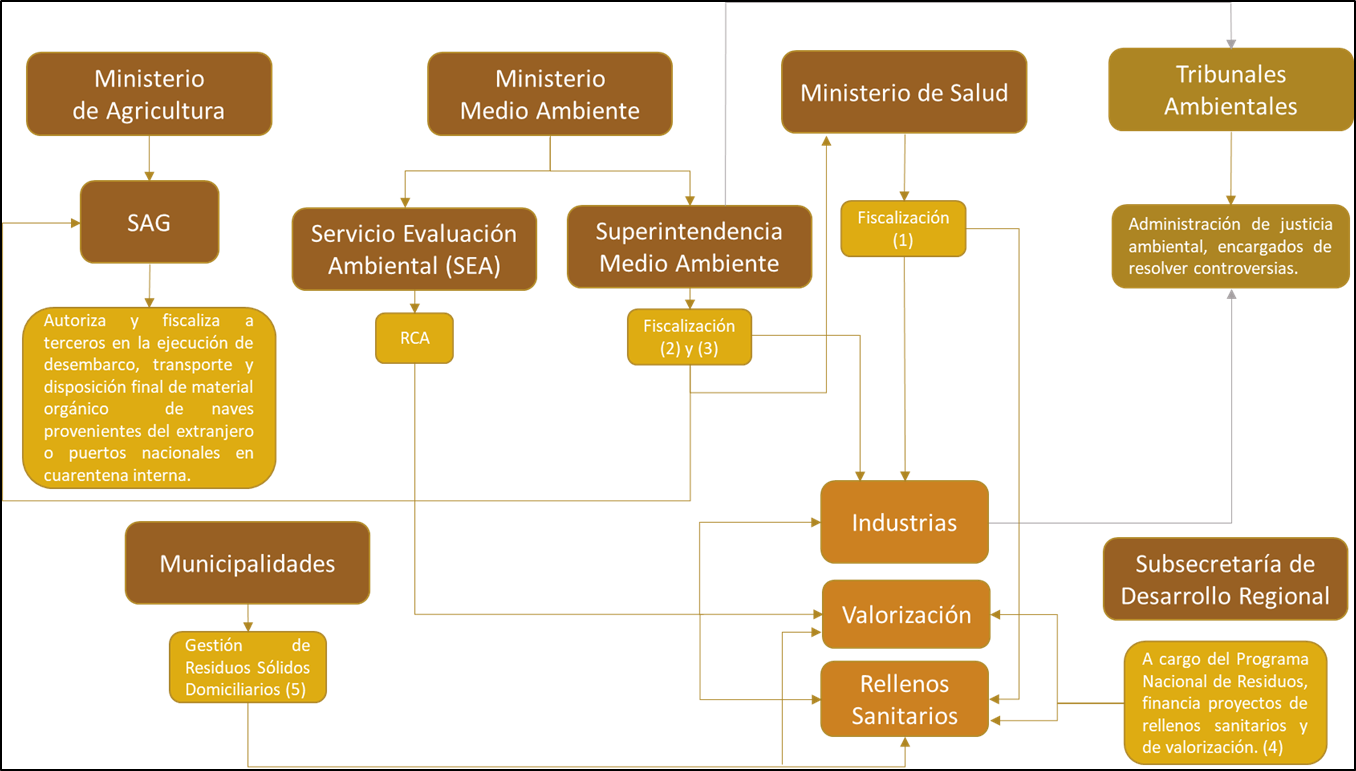 Ministerio
de Agricultura
Ministerio
Medio Ambiente
Ministerio de Salud
Tribunales
Ambientales
SAG
Servicio Evaluación
Ambiental (SEA)
Superintendencia
Medio Ambiente
Fiscalización
(1)
Administración de justicia
ambiental, encargados de
resolver controversias.
Autoriza y fiscaliza a
terceros en la ejecución de
desembarco, transporte y
disposición final de material
orgánico de naves
provenientes del extranjero
o puertos nacionales en
cuarentena interna.
RCA
Fiscalización
(2) y (3)
Industrias
Municipalidades
Subsecretaría de
Desarrollo Regional
Valorización
Gestión de
Residuos Sólidos
Domiciliarios (5)
Rellenos
Sanitarios
A cargo del Programa
Nacional de Residuos,
financia proyectos de
rellenos sanitarios y
de valorización. (4)